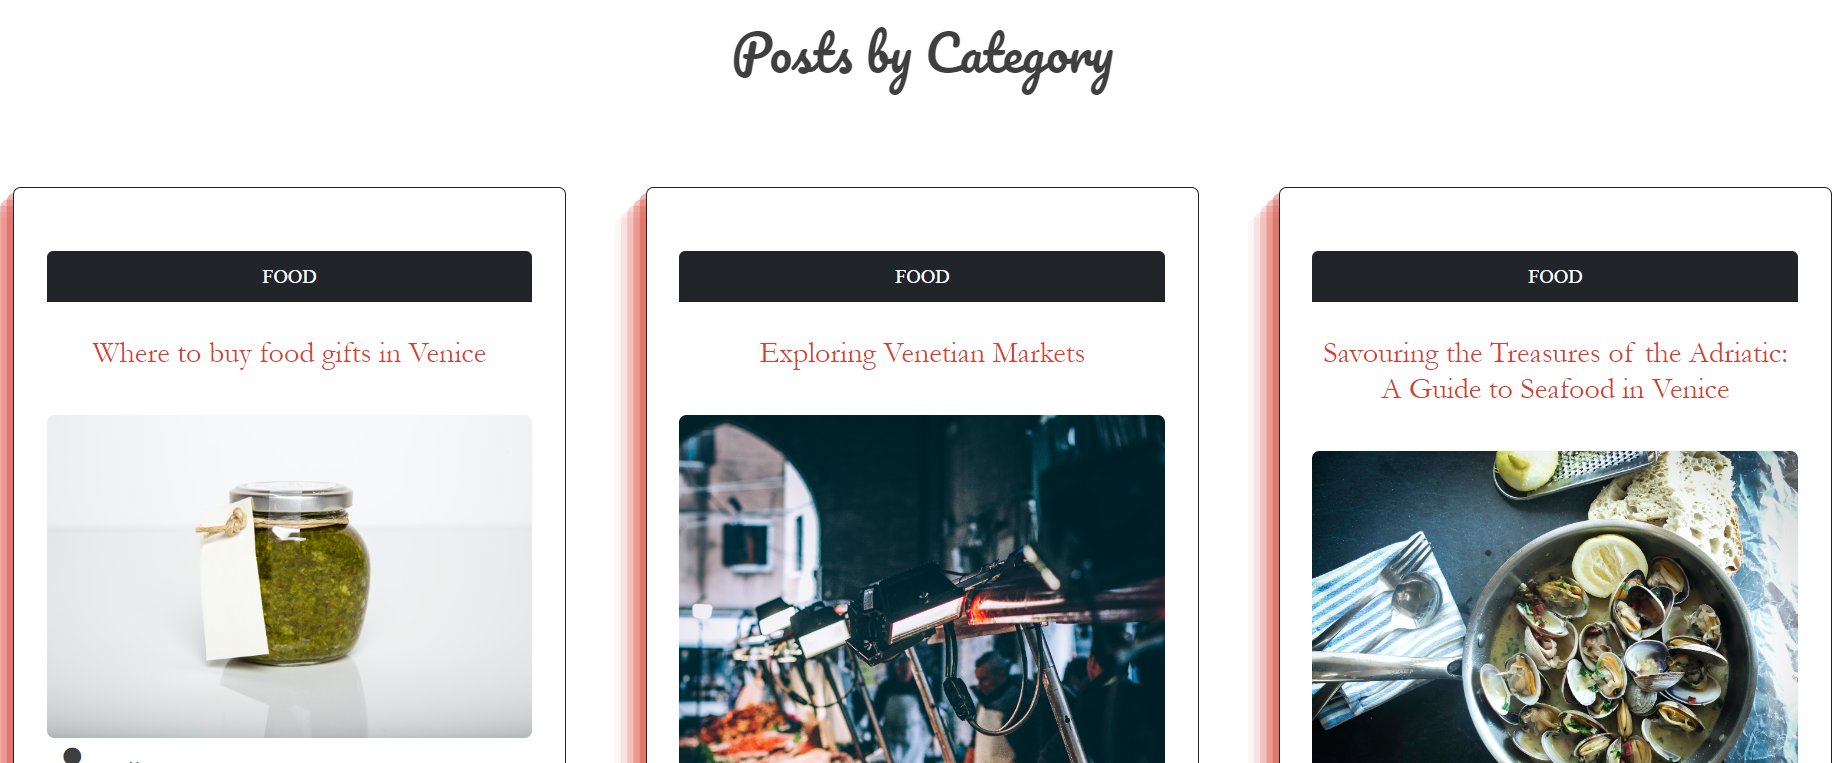 Posts by Category
FOOD
Where to buy food gifts in Venice
FOOD
Exploring Venetian Markets
FOOD
Savouring the Treasures of the Adriatic:
A Guide to Seafood in Venice